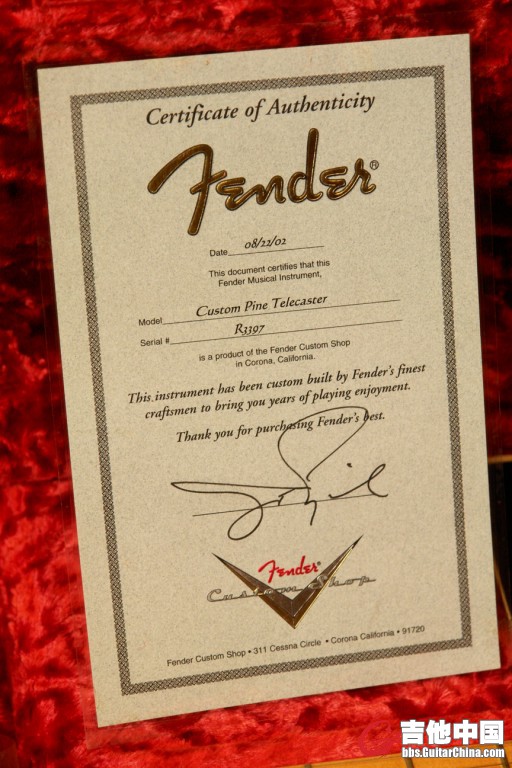 Certificate of Authenticity
Fender®
Date 08/22/02
This document certifies that this
Fender Musical Instrument,
Model Custom Pine Telecaster
Serial # R3397
is a product of the Fender Custom Shop
in Corona, California.
This instrument has been custom built by Fender's finest
craftsmen to bring you years of playing enjoyment.
Thank you for purchasing Fender's best.
Fender®
Custom Shop
Fender Custom Shop • 311 Cessna Circle • Corona California • 91720
吉他中国
bbs.GuitarChina.com